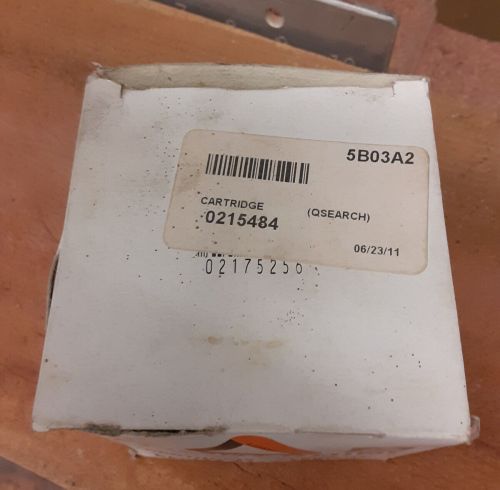 5B03A2
CARTRIDGE (QSEARCH)
0215484
06/23/11
02175256